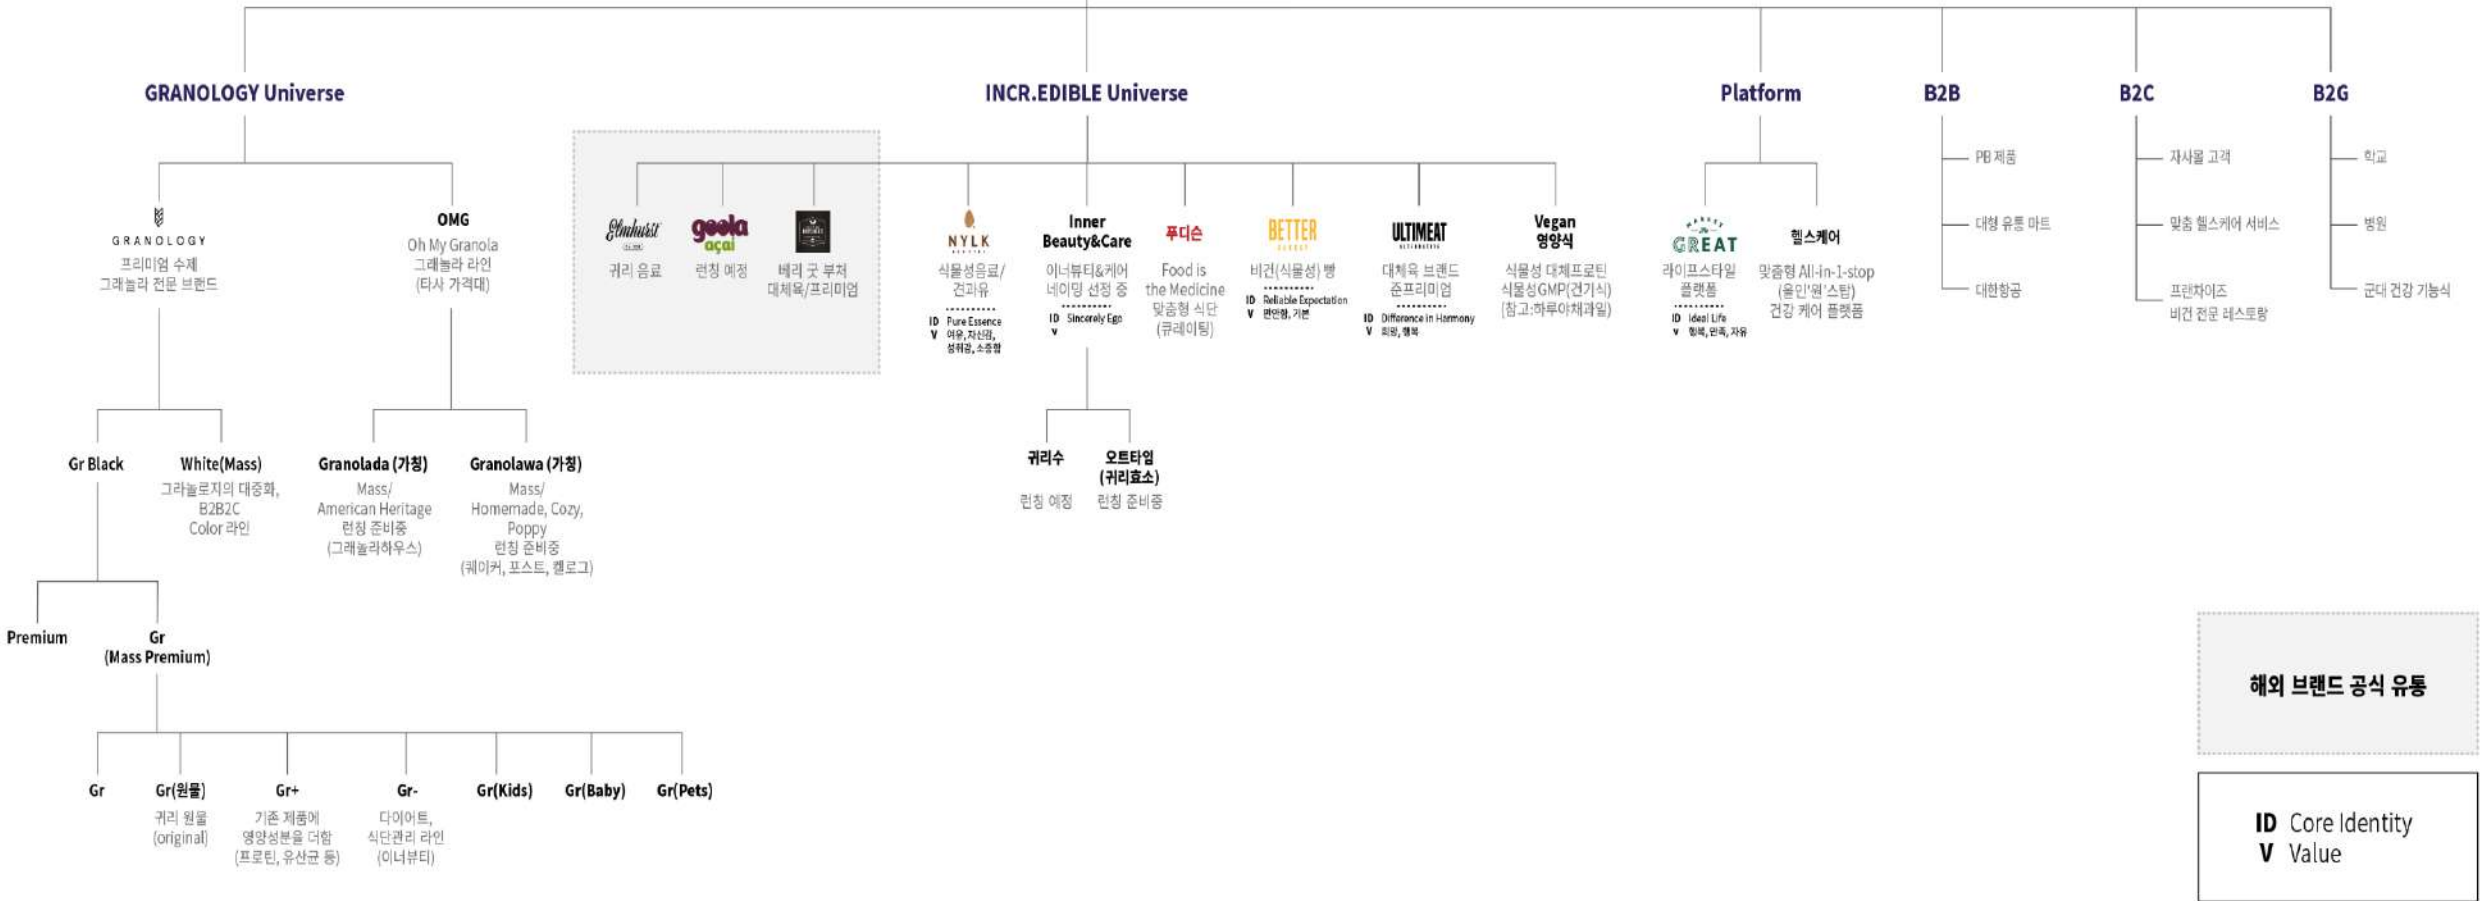 GRANOLOGY Universe
INCR.EDIBLE Universe
Platform
B2B
B2C
B2G
GRANOLOGY
프리미엄 수제
그래놀라 전문 브랜드
OMG
Oh My Granola
그래놀라 라인
(타사 가격대)
Elmhurst
귀리 음료
goola
açaí
런칭 예정
베리 굿 부처
대체육/프리미엄
NYLK
식물성음료/
견과유
ID Pure Essence
V 여유, 자신감,
성취감, 소중함
Inner
Beauty&Care
이너뷰티&케어
네이밍 선정 중
ID Sincerely Ego
V
푸디슨
Food is
the Medicine
맞춤형 식단
(큐레이팅)
BETTER
비건(식물성) 빵
ID Reliable Expectation
V 편안함, 기본
ULTIMEAT
대체육 브랜드
준프리미엄
ID Difference in Harmony
V 희망, 행복
Vegan
영양식
식물성 대체프로틴
식물성GMP(건기식)
(참고:하루야채과일)
MARKET
GREAT
라이프스타일
플랫폼
ID Ideal Life
V 행복, 만족, 자유
헬스케어
맞춤형 All-in-1-stop
(올인'원'스탑)
건강 케어 플랫폼
PB 제품
대형 유통 마트
대한항공
자사몰 고객
맞춤 헬스케어 서비스
프랜차이즈
비건 전문 레스토랑
학교
병원
군대 건강 기능식
Gr Black
White(Mass)
그라놀로지의 대중화,
B2B2C
Color 라인
Granolada (가칭)
Mass/
American Heritage
런칭 준비중
(그래놀라하우스)
Granolawa (가칭)
Mass/
Homemade, Cozy,
Poppy
런칭 준비중
(퀘이커, 포스트, 켈로그)
귀리수
런칭 예정
오트타임
(귀리효소)
런칭 준비중
Premium
Gr
(Mass Premium)
Gr
Gr(원물)
귀리 원물
(original)
Gr+
기존 제품에
영양성분을 더함
(프로틴, 유산균 등)
Gr-
다이어트,
식단관리 라인
(이너뷰티)
Gr(Kids)
Gr(Baby)
Gr(Pets)
해외 브랜드 공식 유통
ID Core Identity
V Value